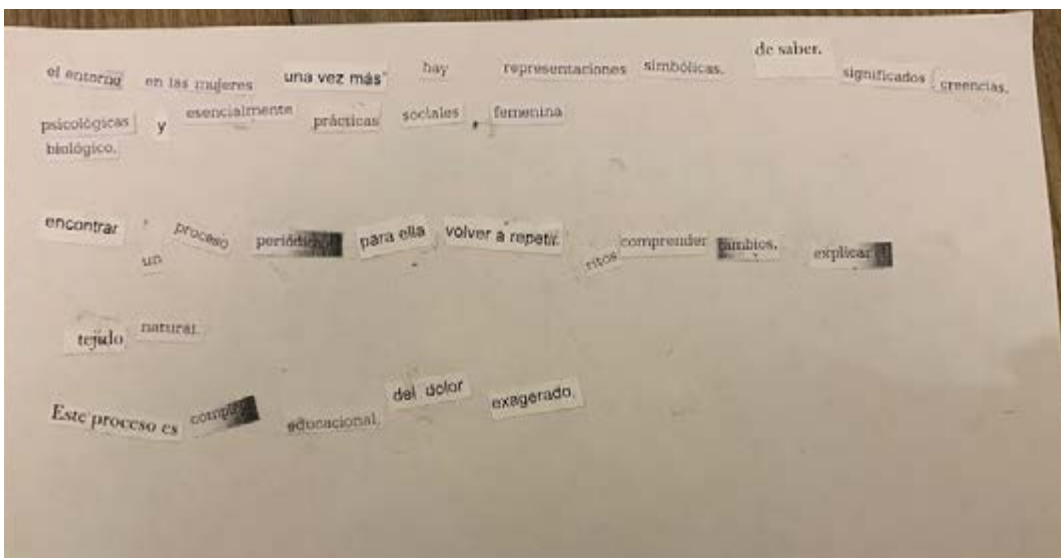 el entorno en las mujeres una vez más" hay representaciones simbólicas. de saber. significados creencias.
psicológicas y esencialmente prácticas sociales , femenina
biológico.
encontrar un proceso para ella volver a repetir. ritos comprender explicar
tejido natural.
Este proceso es educacional. del dolor exagerado.